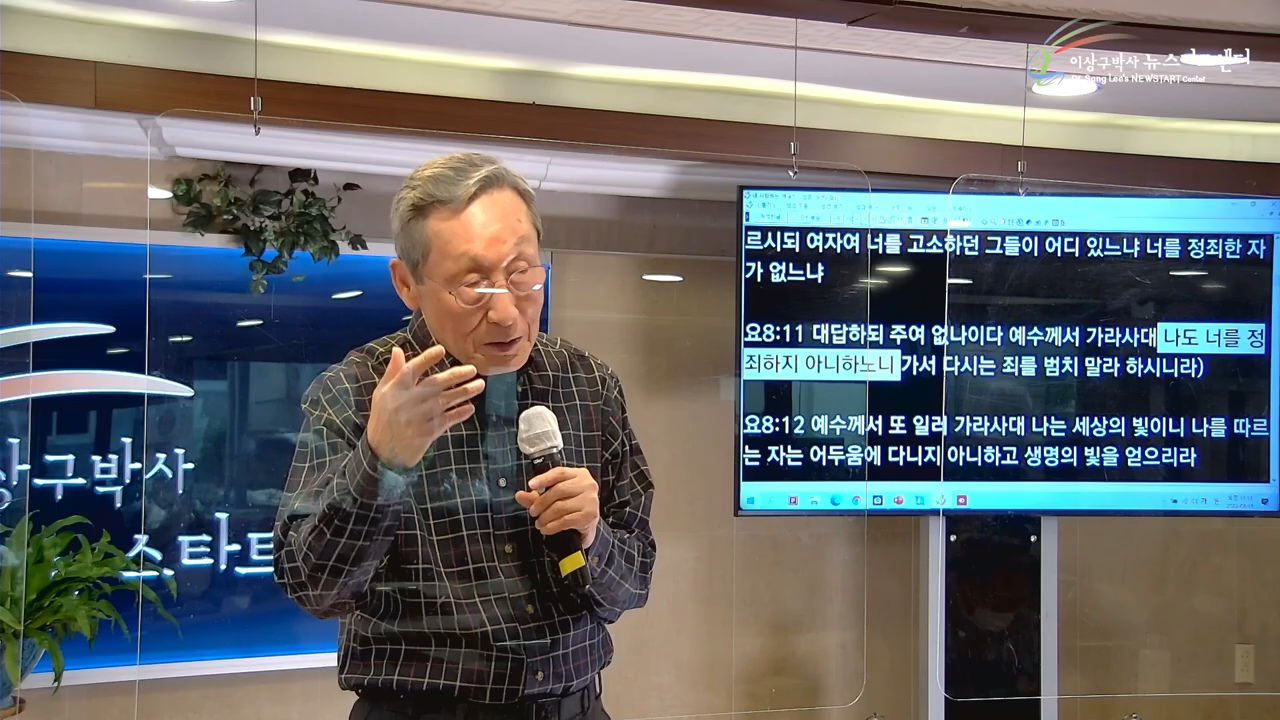 이상구박사 뉴스 센터
Dr. Sang Lee's NEWSTART Center
르시되 여자여 너를 고소하던 그들이 어디 있느냐 너를 정죄한 자
가 없느냐
요8:11 대답하되 주여 없나이다 예수께서 가라사대 나도 너를 정
죄하지 아니하노니 가서 다시는 죄를 범치 말라 하시니라)
요8:12 예수께서 또 일러 가라사대 나는 세상의 빛이니 나를 따르
는 자는 어두움에 다니지 아니하고 생명의 빛을 얻으리라
상구박사
스타트